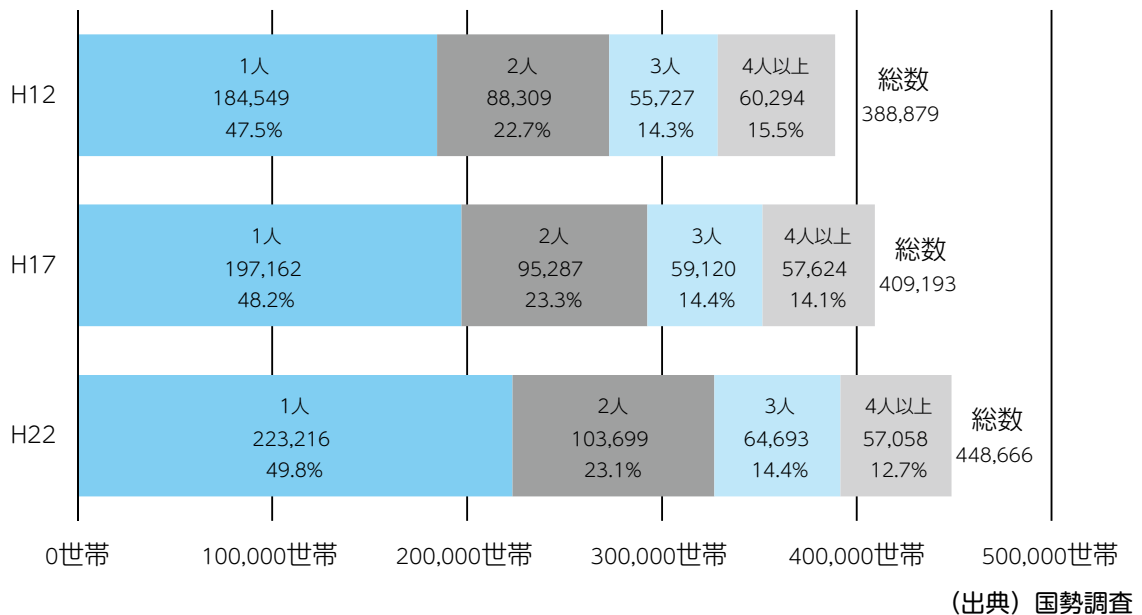 H12
1人
184,549
47.5%
2人
88,309
22.7%
3人
55,727
14.3%
4人以上
60,294
15.5%
総数
388,879
H17
1人
197,162
48.2%
2人
95,287
23.3%
3人
59,120
14.4%
4人以上
57,624
14.1%
総数
409,193
H22
1人
223,216
49.8%
2人
103,699
23.1%
3人
64,693
14.4%
4人以上
57,058
12.7%
総数
448,666
0世帯
100,000世帯
200,000世帯
300,000世帯
400,000世帯
500,000世帯
(出典)国勢調査